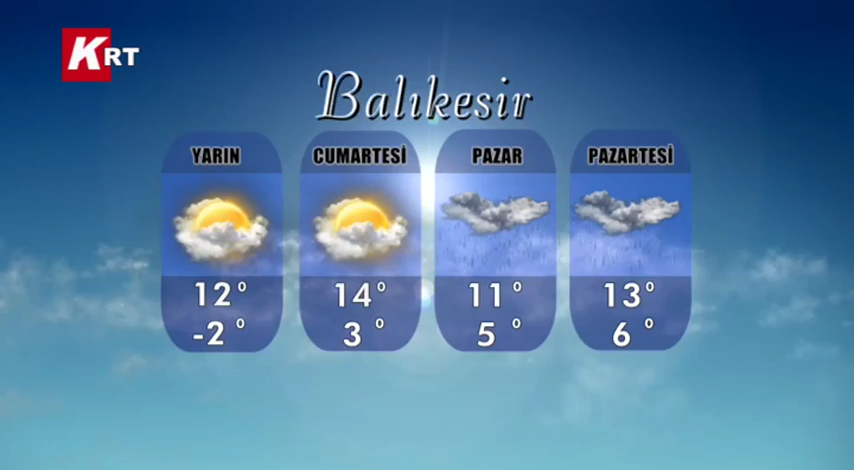 KRT
Balıkesir
YARIN CUMARTESİ PAZAR PAZARTESİ
12° 14° 11° 13°
-2° 3° 5° 6°